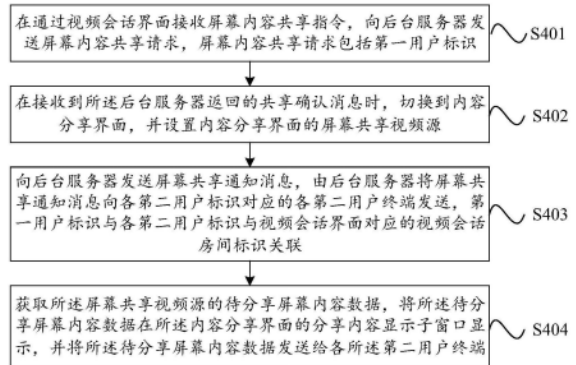 在通过视频会话界面接收屏幕内容共享指令，向后台服务器发
送屏幕内容共享请求，屏幕内容共享请求包括第一用户标识
S401
在接收到所述后台服务器返回的共享确认消息时，切换到内容
分享界面，并设置内容分享界面的屏幕共享视频源
S402
向后台服务器发送屏幕共享通知消息，由后台服务器将屏幕共
享通知消息向各第二用户标识对应的各第二用户终端发送，第
一用户标识与各第二用户标识与视频会话界面对应的视频会话
房间标识关联
S403
获取所述屏幕共享视频源的待分享屏幕内容数据，将所述待分
享屏幕内容数据在所述内容分享界面的分享内容显示子窗口显
示，并将所述待分享屏幕内容数据发送给各所述第二用户终端
S404